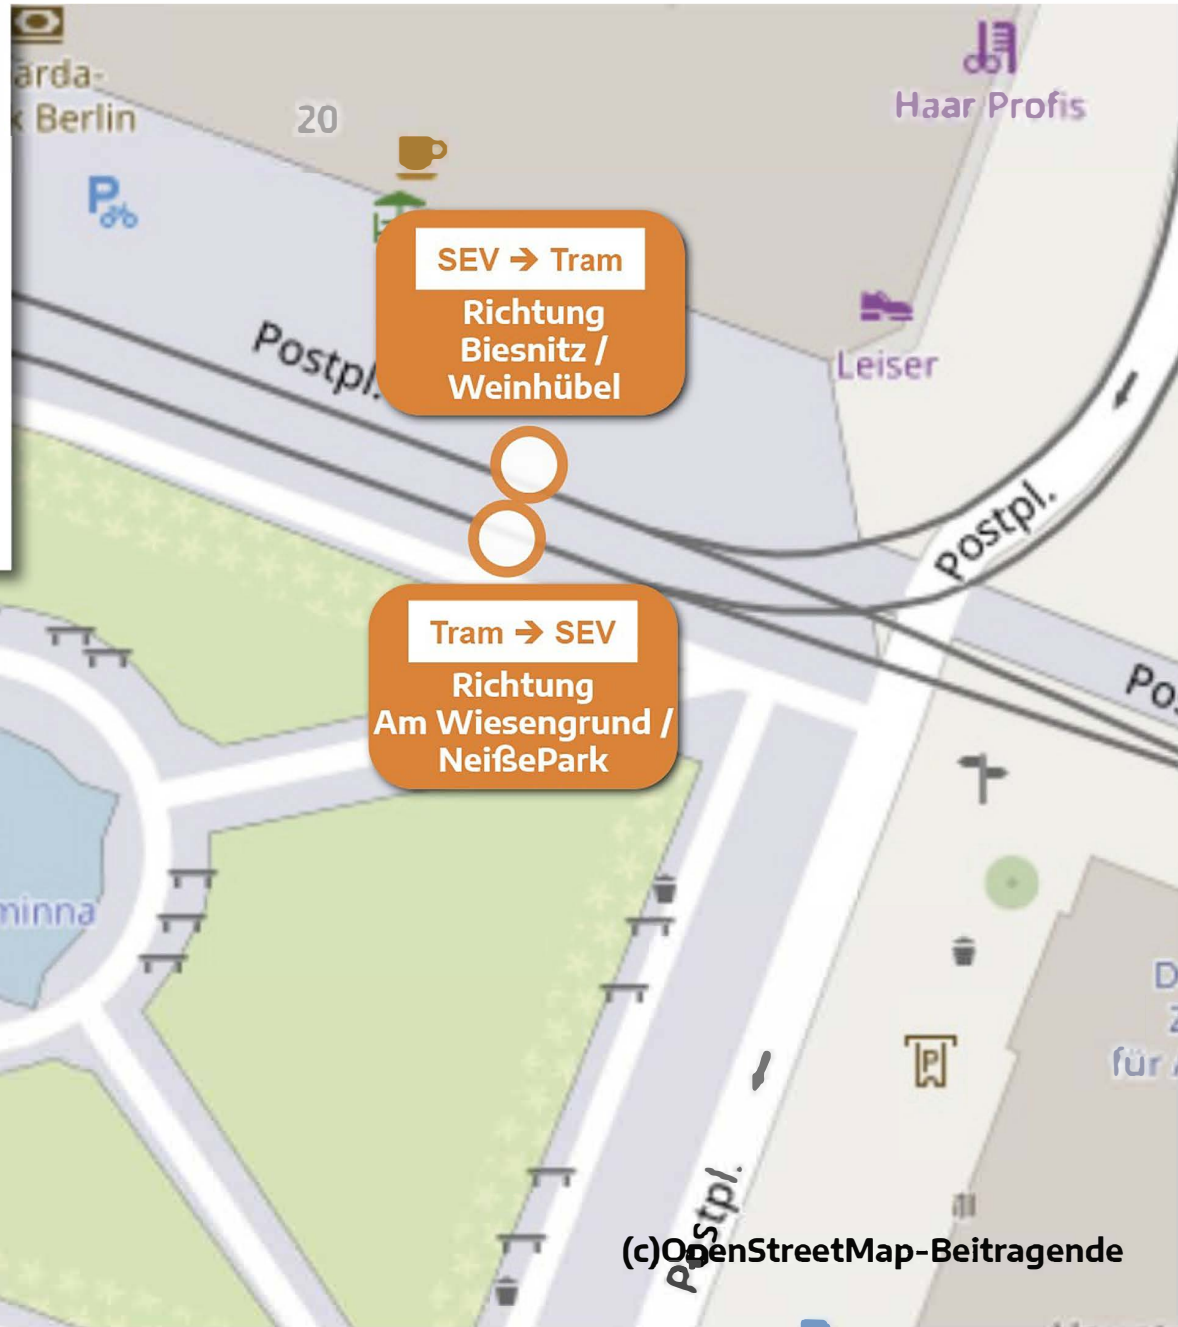 arda-
k Berlin
20
Haar Profis
SEV → Tram
Richtung
Biesnitz /
Weinhübel
Postpl.
Leiser
Postpl.
Tram → SEV
Richtung
Am Wiesengrund /
NeißePark
Pos
minna
D
Z
für A
P
Postpl.
(c)OpenStreetMap-Beitragende